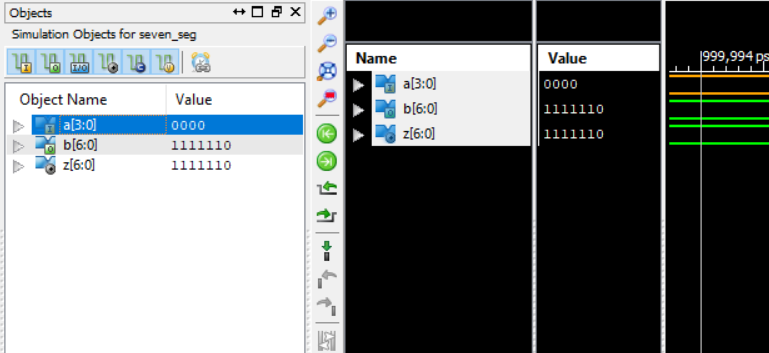 Objects
Simulation Objects for seven_seg
I O I/O C U
Object Name Value
a[3:0] 0000
b[6:0] 1111110
z[6:0] 1111110
Name Value
a[3:0] 0000
b[6:0] 1111110
z[6:0] 1111110
999,994 ps